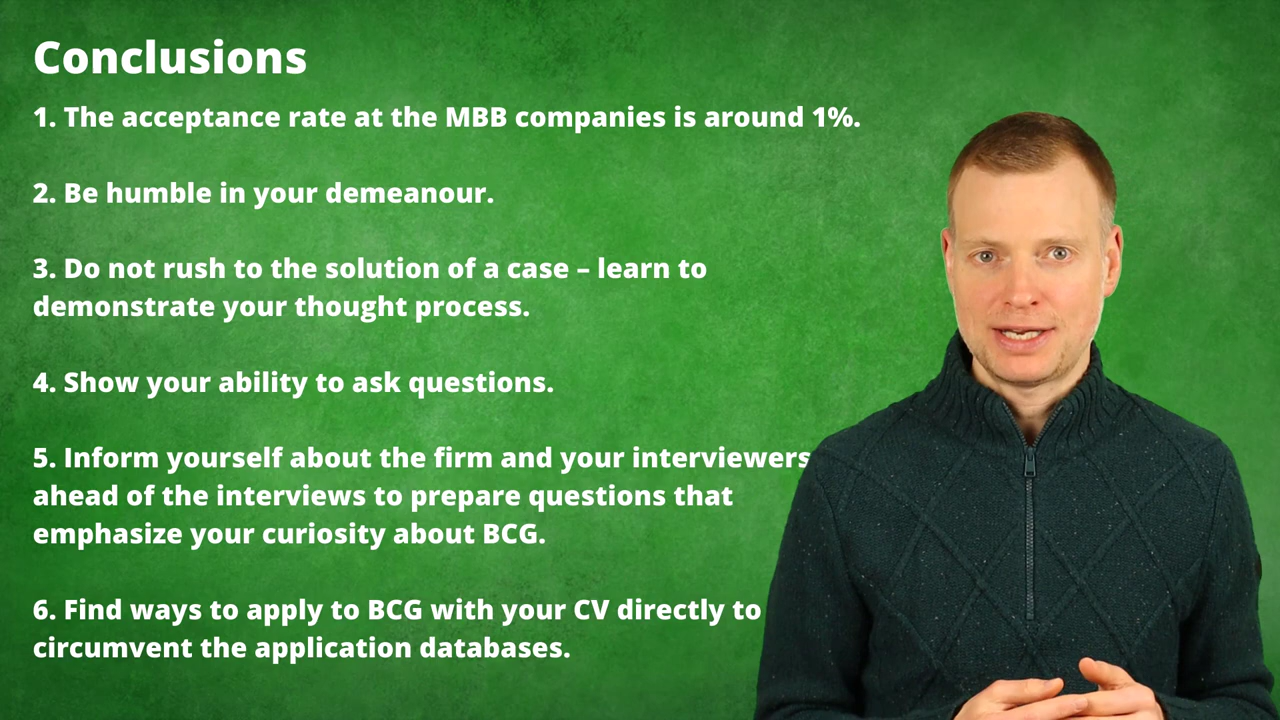 Conclusions
1. The acceptance rate at the MBB companies is around 1%.
2. Be humble in your demeanour.
3. Do not rush to the solution of a case – learn to
demonstrate your thought process.
4. Show your ability to ask questions.
5. Inform yourself about the firm and your interviewers
ahead of the interviews to prepare questions that
emphasize your curiosity about BCG.
6. Find ways to apply to BCG with your CV directly to
circumvent the application databases.